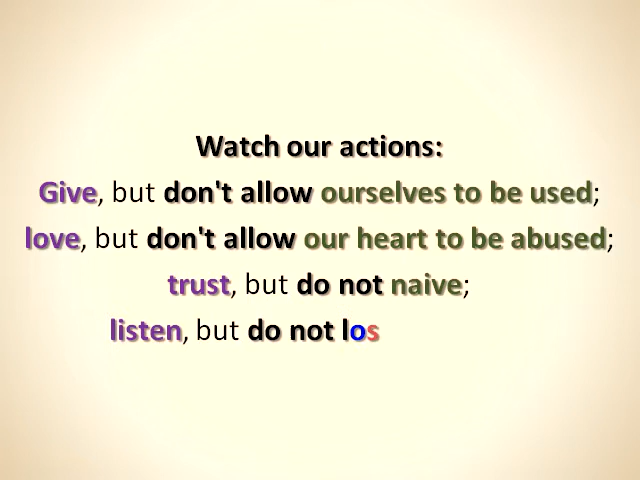 Watch our actions:
Give, but don't allow ourselves to be used;
love, but don't allow our heart to be abused;
trust, but do not naive;
listen, but do not los